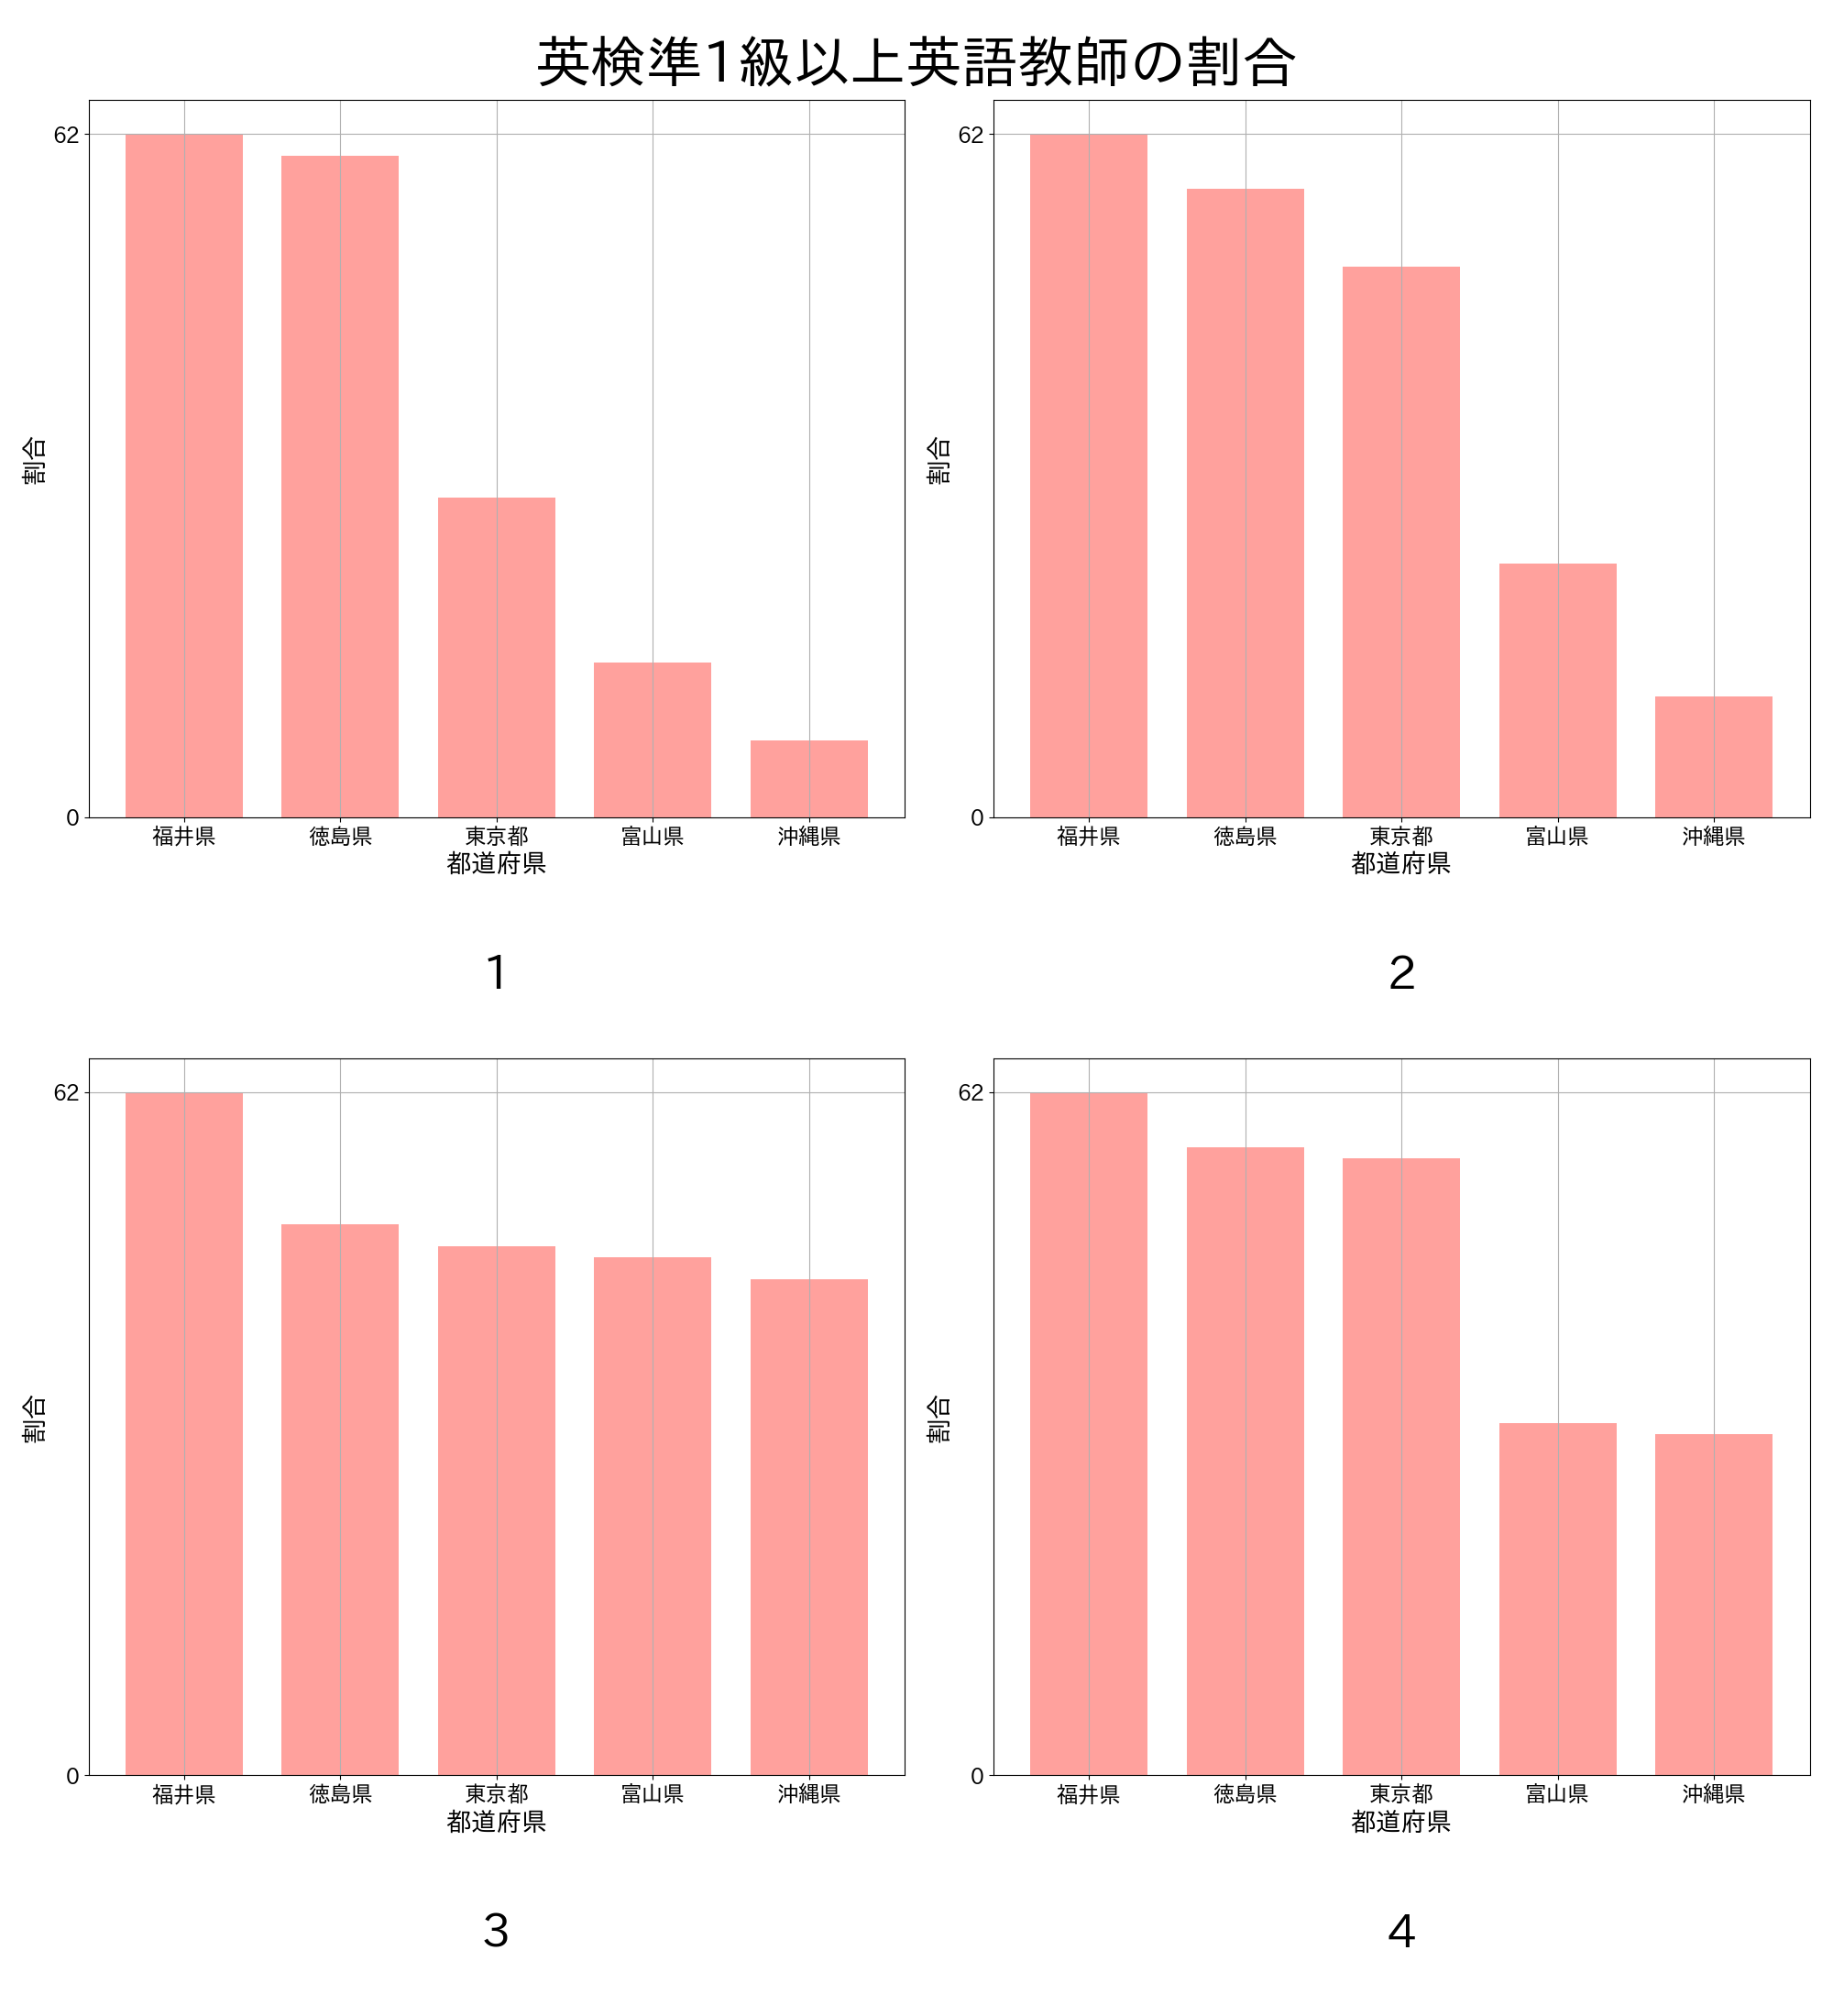 英検準1級以上英語教師の割合
62
0
割合
福井県 徳島県 東京都 富山県 沖縄県
都道府県
1
62
0
割合
福井県 徳島県 東京都 富山県 沖縄県
都道府県
2
62
0
割合
福井県 徳島県 東京都 富山県 沖縄県
都道府県
3
62
0
割合
福井県 徳島県 東京都 富山県 沖縄県
都道府県
4